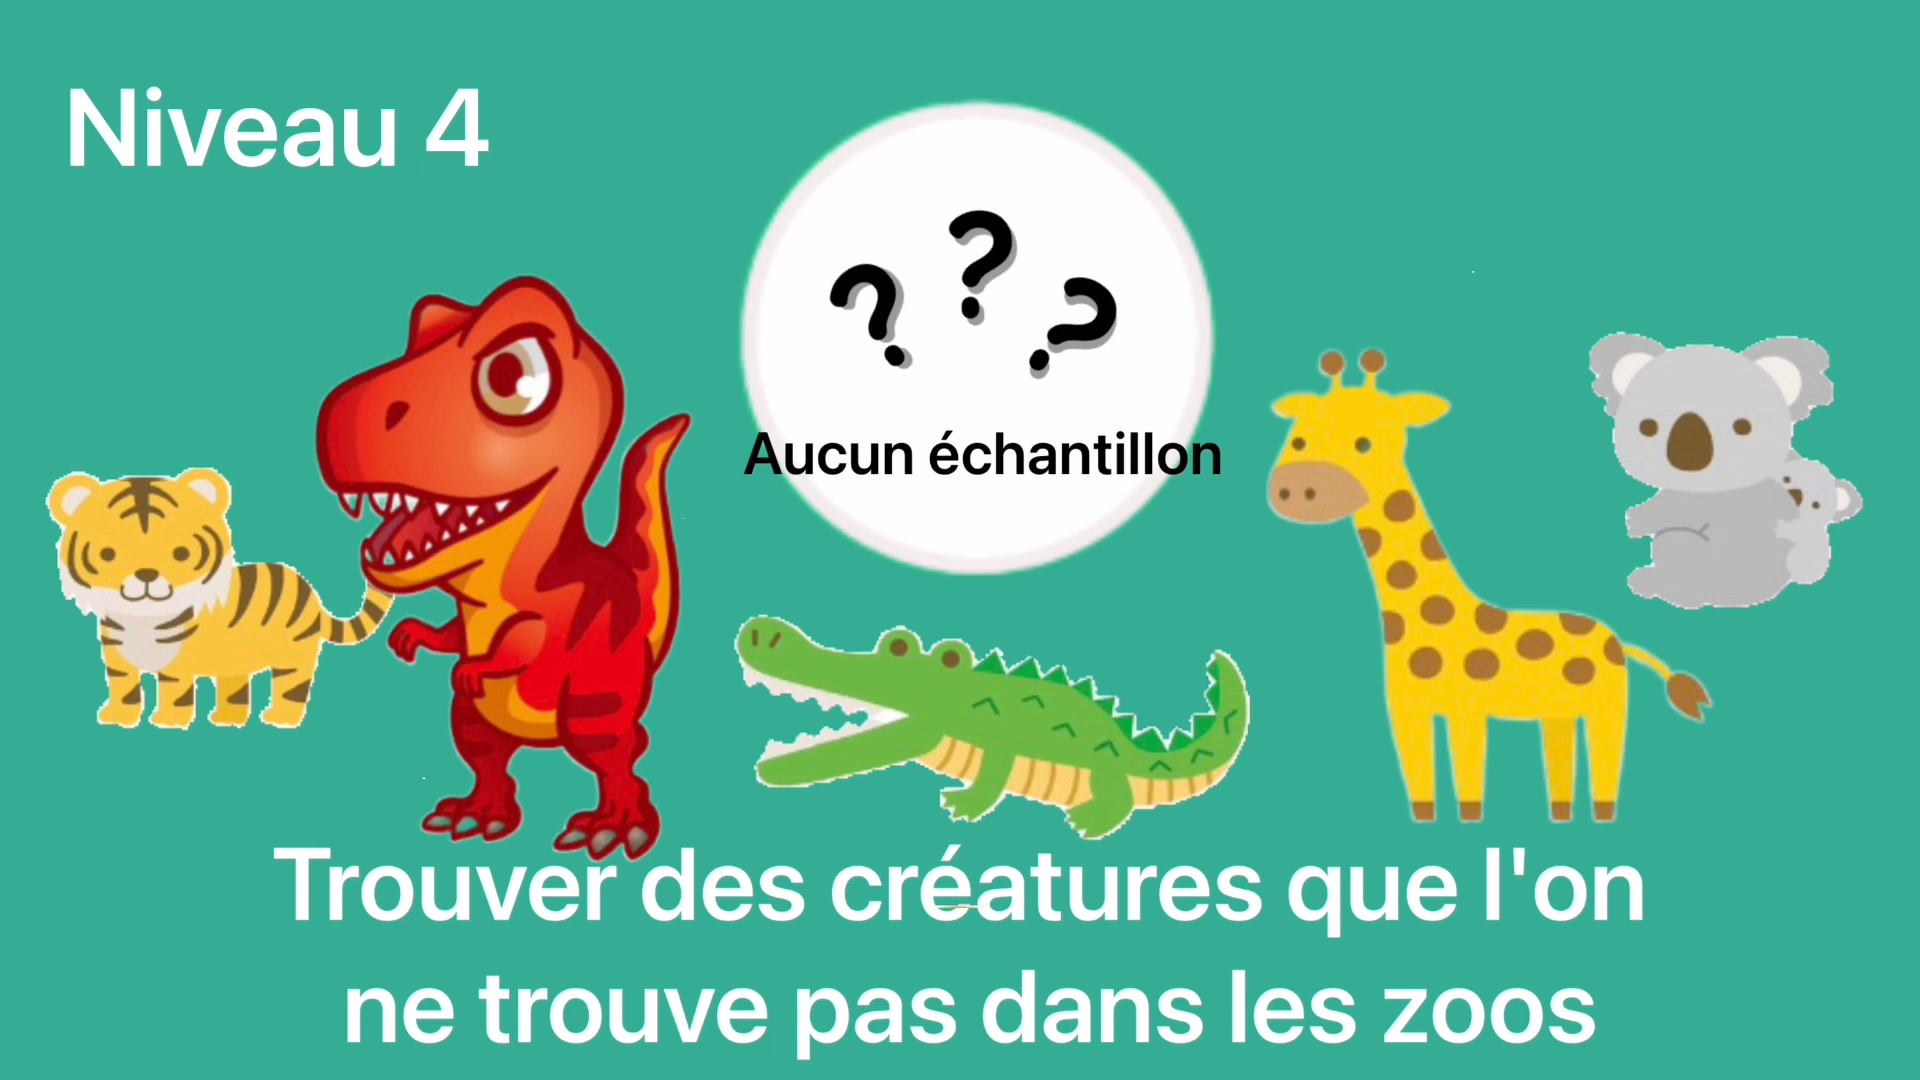 Niveau 4
? ? ?
Aucun échantillon
Trouver des créatures que l'on
ne trouve pas dans les zoos